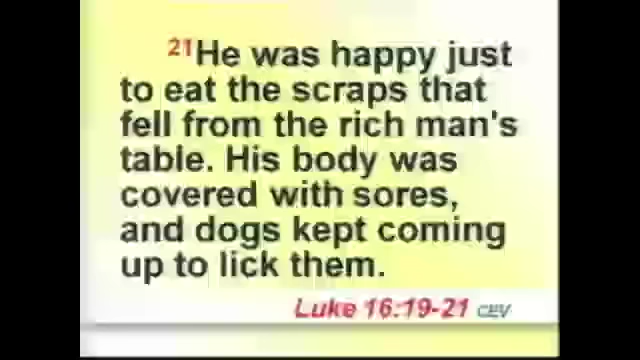 21He was happy just
to eat the scraps that
fell from the rich man's
table. His body was
covered with sores,
and dogs kept coming
up to lick them.
Luke 16:19-21 CEV